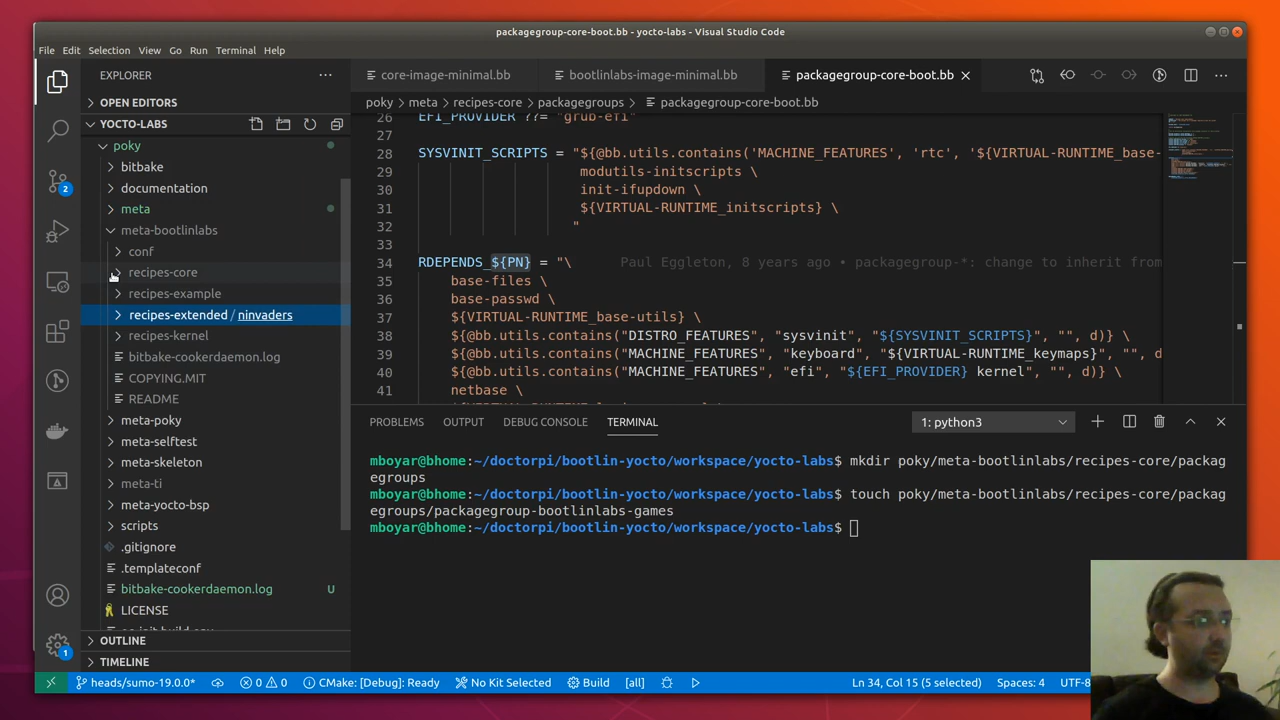 packagegroup-core-boot.bb - yocto-labs - Visual Studio Code
File Edit Selection View Go Run Terminal Help
EXPLORER
OPEN EDITORS
YOCTO-LABS
poky
bitbake
documentation
meta
meta-bootlinlabs
conf
recipes-core
recipes-example
recipes-extended / ninvaders
recipes-kernel
bitbake-cookerdaemon.log
COPYING.MIT
README
meta-poky
meta-selftest
meta-skeleton
meta-ti
meta-yocto-bsp
scripts
.gitignore
.templateconf
bitbake-cookerdaemon.log U
LICENSE
OUTLINE
TIMELINE
2
1
core-image-minimal.bb bootlinlabs-image-minimal.bb packagegroup-core-boot.bb
poky > meta > recipes-core > packagegroups > packagegroup-core-boot.bb
26 EFI_PROVIDER ??= "grub-efi"
27
28 SYSVINIT_SCRIPTS = "${@bb.utils.contains('MACHINE_FEATURES', 'rtc', '${VIRTUAL-RUNTIME_base-
29 modutils-initscripts \
30 init-ifupdown \
31 ${VIRTUAL-RUNTIME_initscripts} \
32 "
33
34 RDEPENDS_${PN} = "\ Paul Eggleton, 8 years ago • packagegroup-*: change to inherit from
35 base-files \
36 base-passwd \
37 ${VIRTUAL-RUNTIME_base-utils} \
38 ${@bb.utils.contains("DISTRO_FEATURES", "sysvinit", "${SYSVINIT_SCRIPTS}", "", d)} \
39 ${@bb.utils.contains("MACHINE_FEATURES", "keyboard", "${VIRTUAL-RUNTIME_keymaps}", "", d
40 ${@bb.utils.contains("MACHINE_FEATURES", "efi", "${EFI_PROVIDER} kernel", "", d)} \
41 netbase \
PROBLEMS OUTPUT DEBUG CONSOLE TERMINAL 1: python3
mboyar@bhome:~/doctorpi/bootlin-yocto/workspace/yocto-labs$ mkdir poky/meta-bootlinlabs/recipes-core/packag
egroups
mboyar@bhome:~/doctorpi/bootlin-yocto/workspace/yocto-labs$ touch poky/meta-bootlinlabs/recipes-core/packag
egroups/packagegroup-bootlinlabs-games
mboyar@bhome:~/doctorpi/bootlin-yocto/workspace/yocto-labs$
heads/sumo-19.0.0* 0 0 CMake: [Debug]: Ready No Kit Selected Build [all] Ln 34, Col 15 (5 selected) Spaces: 4 UTF-8